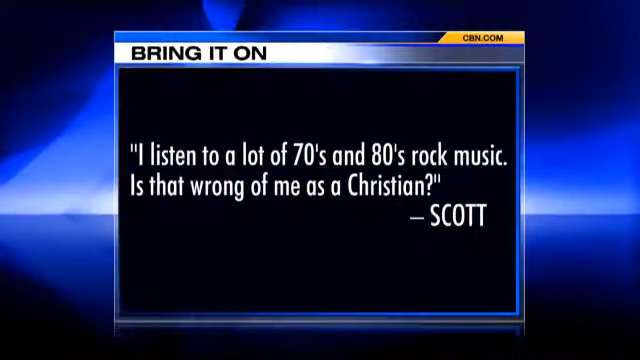 CBN.COM
BRING IT ON
"I listen to a lot of 70's and 80's rock music.
Is that wrong of me as a Christian?"
– SCOTT